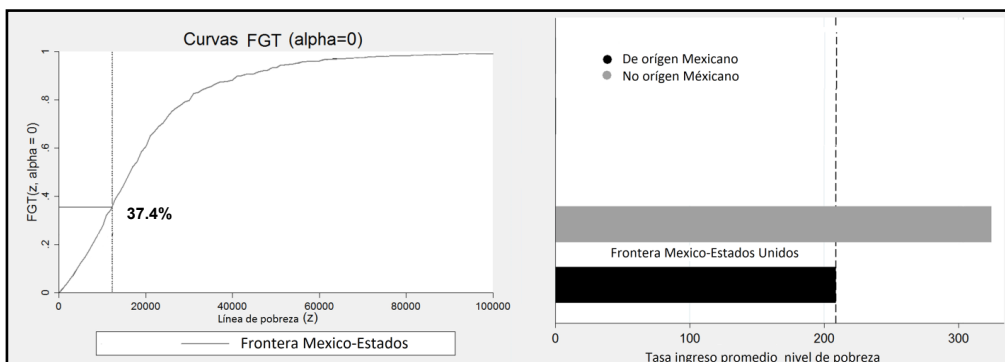 Curvas FGT (alpha=0)
FGT(z, alpha = 0)
1
.8
.6
.4
.2
0
37.4%
0 20000 40000 60000 80000 100000
Línea de pobreza (z)
Frontera Mexico-Estados
De orígen Mexicano
No orígen Méxicano
Frontera Mexico-Estados Unidos
0 100 200 300
Tasa ingreso promedio nivel de pobreza